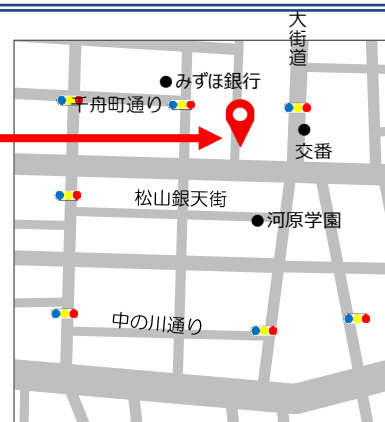 大街道
みずほ銀行
千舟町通り
交番
松山銀天街
河原学園
中の川通り